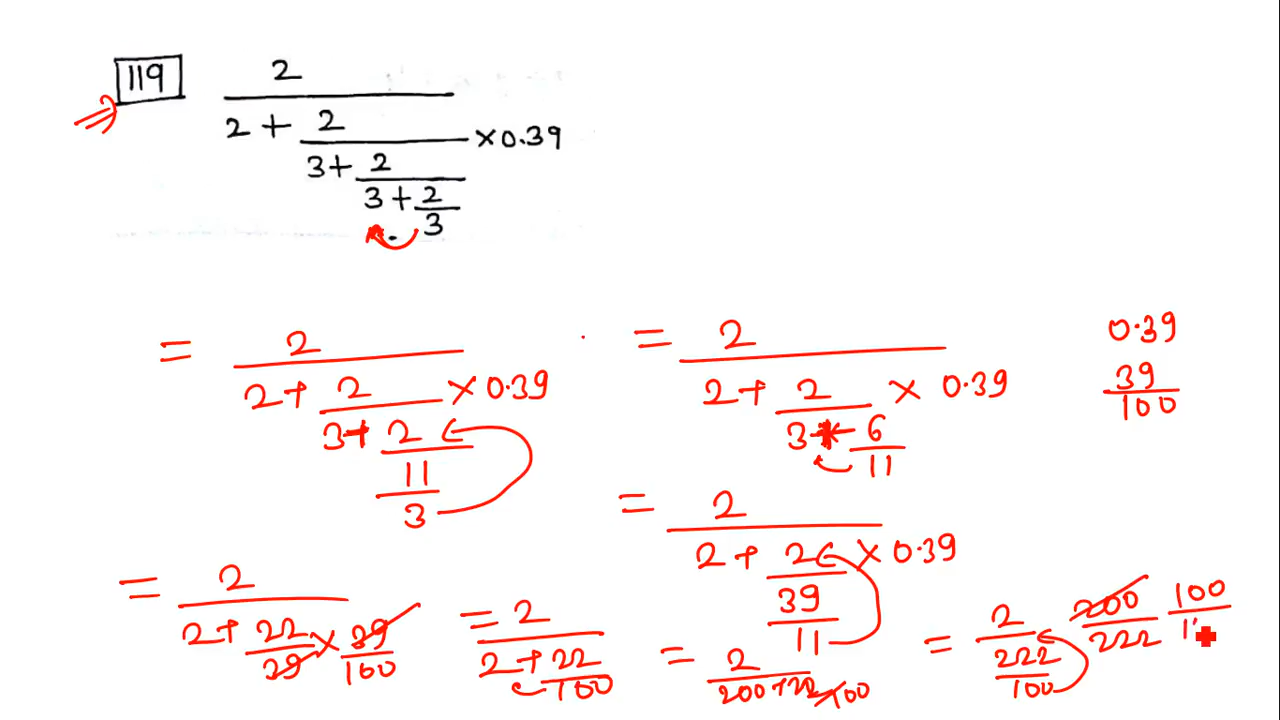 119 2
2 + 2 × 0.39
3 + 2
3 + 2
3
= 2
2 + 2 × 0.39
3 + 2
11
3
= 2
2 + 2 × 0.39
3 + 6
11
0.39
39
100
= 2
2 + 2 × 0.39
39
11
= 2
2 + 22 × 39
39 100
= 2
2 + 22
100
= 2
200 + 22
100
= 2
222
100
200
222
100